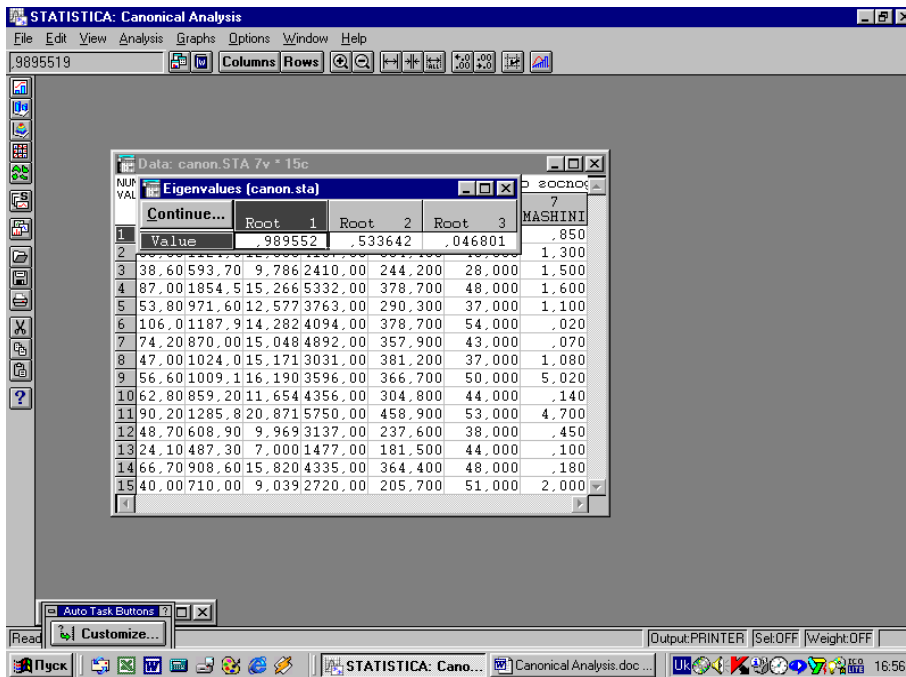 STATISTICA: Canonical Analysis
File Edit View Analysis Graphs Options Window Help
,9895519 Columns Rows
Data: canon.STA 7v * 15c
NUM
VAL
Eigenvalues (canon.sta)
7
MASHINI
Continue... Root 1 Root 2 Root 3
Value ,989552 ,533642 ,046801
1 ,850
2 1,300
3 38,60 593,70 9,786 2410,00 244,200 28,000 1,500
4 87,00 1854,5 15,266 5332,00 378,700 48,000 1,600
5 53,80 971,60 12,577 3763,00 290,300 37,000 1,100
6 106,0 1187,9 14,282 4094,00 378,700 54,000 ,020
7 74,20 870,00 15,048 4892,00 357,900 43,000 ,070
8 47,00 1024,0 15,171 3031,00 381,200 37,000 1,080
9 56,60 1009,1 16,190 3596,00 366,700 50,000 5,020
10 62,80 859,20 11,654 4356,00 304,800 44,000 ,140
11 90,20 1285,8 20,871 5750,00 458,900 53,000 4,700
12 48,70 608,90 9,969 3137,00 237,600 38,000 ,450
13 24,10 487,30 7,000 1477,00 181,500 44,000 ,100
14 66,70 908,60 15,820 4335,00 364,400 48,000 ,180
15 40,00 710,00 9,039 2720,00 205,700 51,000 2,000
Auto Task Buttons ?
Customize...
Read Output:PRINTER Sel:OFF Weight:OFF
Пуск STATISTICA: Cano... Canonical Analysis.doc ... Uk 16:56